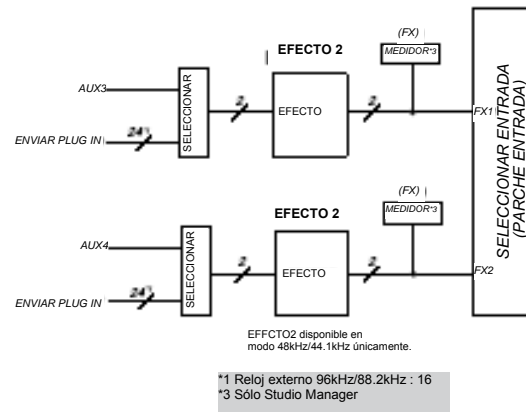 (FX)
EFECTO 2
MEDIDOR*3
AUX3
SELECCIONAR
2
EFECTO
2
FX1
ENVIAR PLUG IN
24*1
SELECCIONAR ENTRADA
(PARCHE ENTRADA)
(FX)
EFECTO 2
MEDIDOR*3
AUX4
SELECCIONAR
2
EFECTO
2
FX2
ENVIAR PLUG IN
24*1
EFFCTO2 disponible en
modo 48kHz/44.1kHz únicamente.
*1 Reloj externo 96kHz/88.2kHz : 16
*3 Sólo Studio Manager